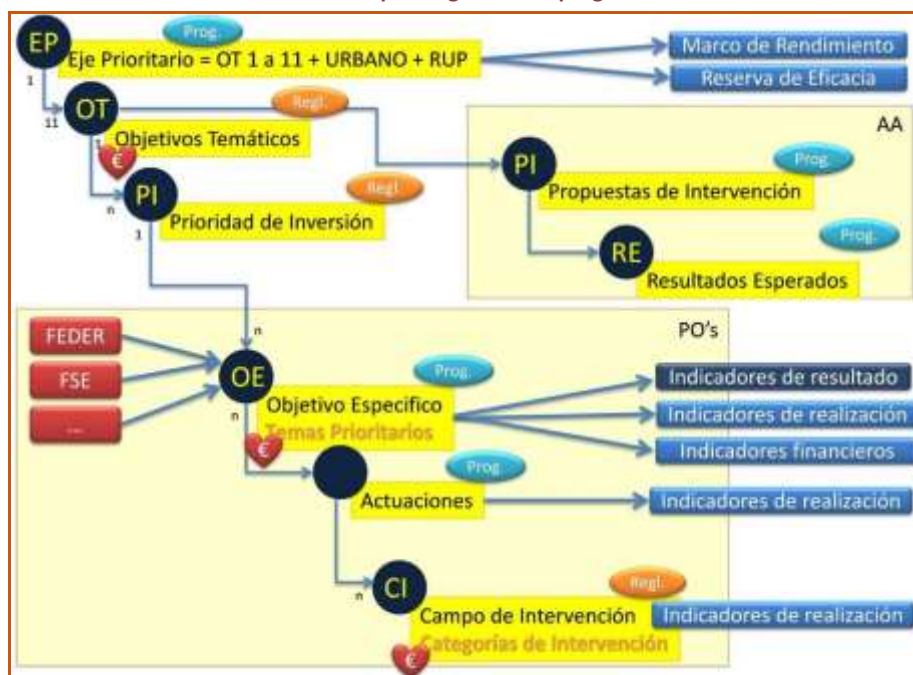 EP
Prog.
Eje Prioritario = OT 1 a 11 + URBANO + RUP
Marco de Rendimiento
Reserva de Eficacia
1
11
OT
Regl.
1
Objetivos Temáticos
€
AA
n
PI
Regl.
Prioridad de Inversión
1
PI
Prog.
Propuestas de Intervención
RE
Prog.
Resultados Esperados
PO's
n
FEDER
FSE
....
OE
Prog.
n
Objetivo Especifico
Temas Prioritarios
€
Indicadores de resultado
Indicadores de realización
Indicadores financieros
Prog.
Actuaciones
Indicadores de realización
n
CI
Regl.
Campo de Intervención
Categorías de Intervención
€
Indicadores de realización